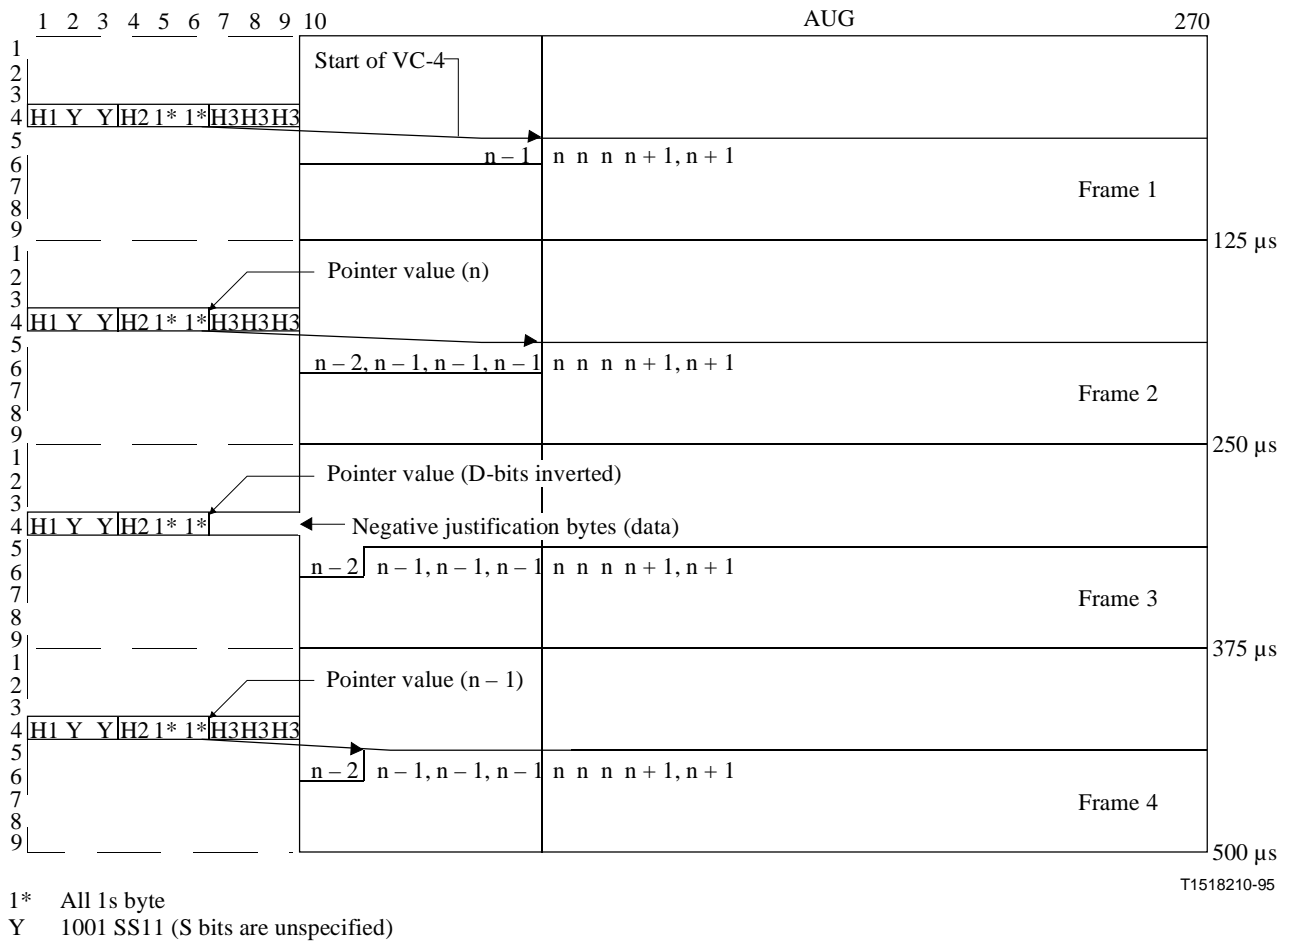 1 2 3 4 5 6 7 8 9 10 AUG 270
1
2
3
4
5
6
7
8
9
Start of VC-4
H1 Y Y H2 1* 1* H3 H3 H3
n – 1 n n n n + 1, n + 1
Frame 1
125 µs
1
2
3
4
5
6
7
8
9
Pointer value (n)
H1 Y Y H2 1* 1* H3 H3 H3
n – 2, n – 1, n – 1, n – 1 n n n n + 1, n + 1
Frame 2
250 µs
1
2
3
4
5
6
7
8
9
Pointer value (D-bits inverted)
H1 Y Y H2 1* 1*
Negative justification bytes (data)
n – 2 n – 1, n – 1, n – 1 n n n n + 1, n + 1
Frame 3
375 µs
1
2
3
4
5
6
7
8
9
Pointer value (n – 1)
H1 Y Y H2 1* 1* H3 H3 H3
n – 2 n – 1, n – 1, n – 1 n n n n + 1, n + 1
Frame 4
500 µs
T1518210-95
1* All 1s byte
Y 1001 SS11 (S bits are unspecified)